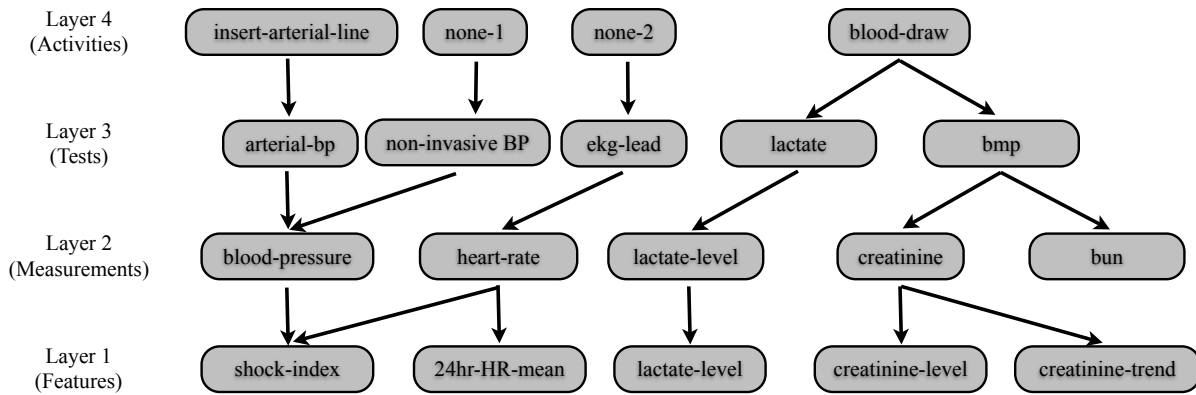 Layer 4
(Activities)
insert-arterial-line
none-1
none-2
blood-draw
Layer 3
(Tests)
arterial-bp
non-invasive BP
ekg-lead
lactate
bmp
Layer 2
(Measurements)
blood-pressure
heart-rate
lactate-level
creatinine
bun
Layer 1
(Features)
shock-index
24hr-HR-mean
lactate-level
creatinine-level
creatinine-trend